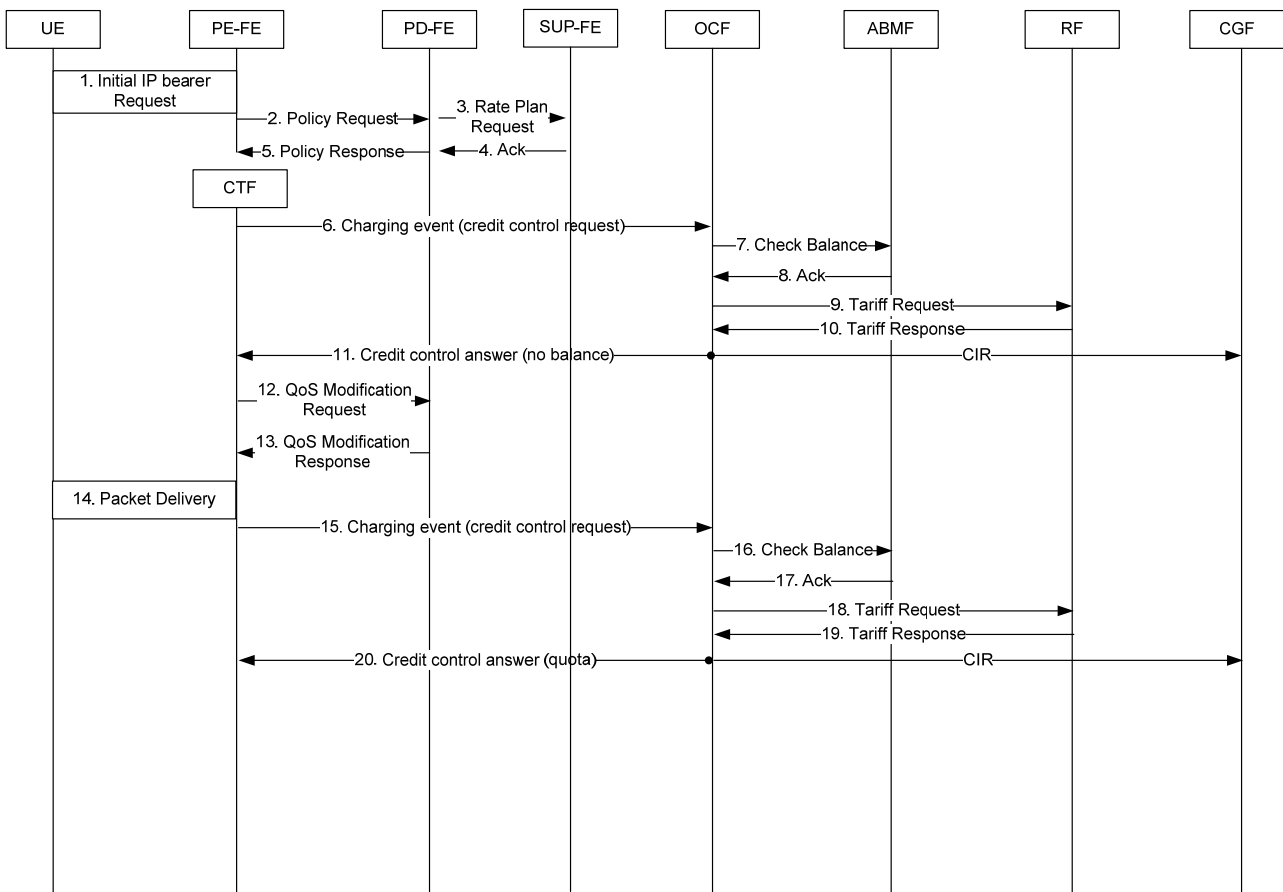 UE
PE-FE
PD-FE
SUP-FE
OCF
ABMF
RF
CGF
1. Initial IP bearer
Request
2. Policy Request
3. Rate Plan
Request
5. Policy Response
4. Ack
CTF
6. Charging event (credit control request)
7. Check Balance
8. Ack
9. Tariff Request
10. Tariff Response
11. Credit control answer (no balance)
CIR
12. QoS Modification
Request
13. QoS Modification
Response
14. Packet Delivery
15. Charging event (credit control request)
16. Check Balance
17. Ack
18. Tariff Request
19. Tariff Response
20. Credit control answer (quota)
CIR